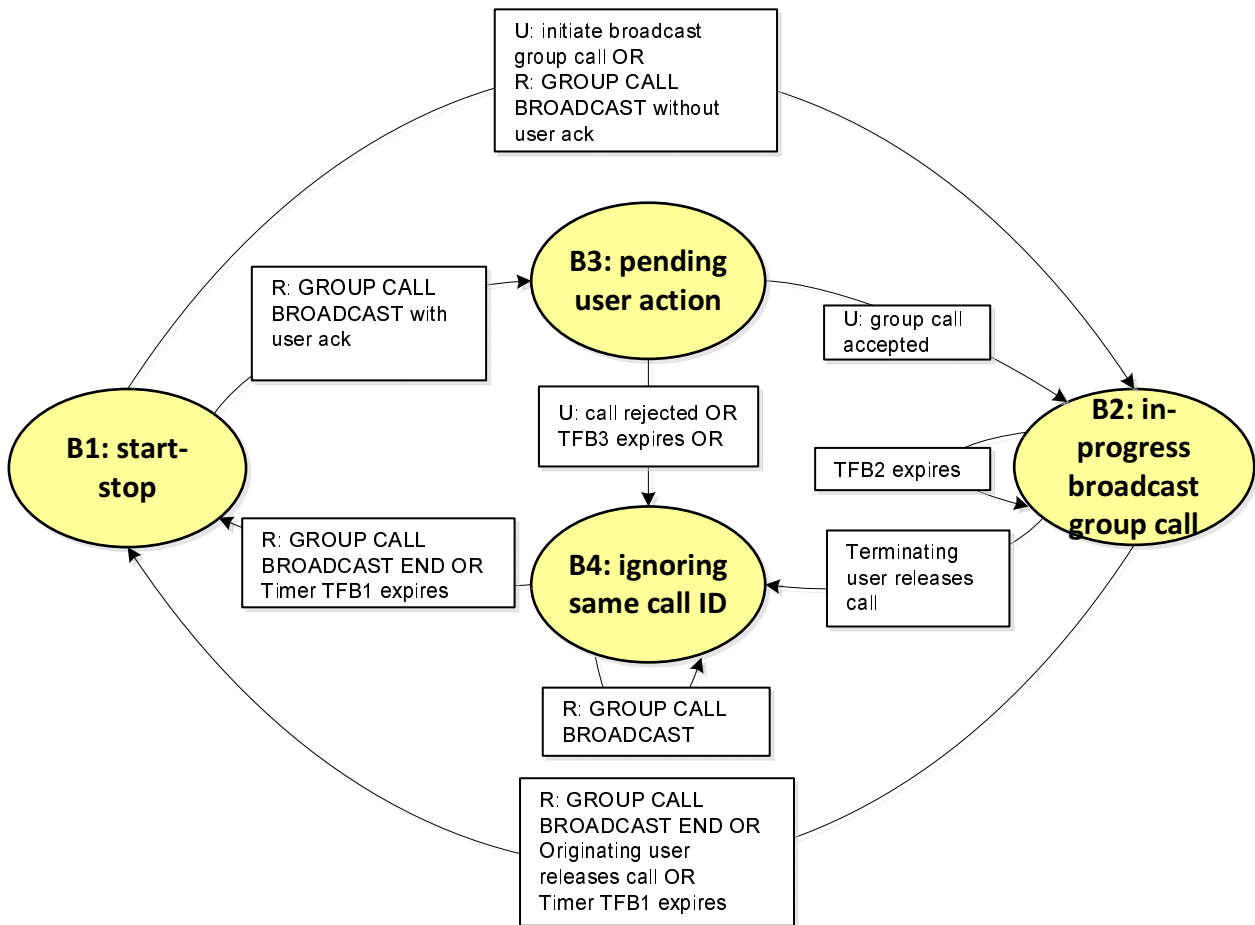 U: initiate broadcast
group call OR
R: GROUP CALL
BROADCAST without
user ack
B3: pending
user action
R: GROUP CALL
BROADCAST with
user ack
U: group call
accepted
U: call rejected OR
TFB3 expires OR
B1: start-
stop
B2: in-
progress
broadcast
group call
TFB2 expires
R: GROUP CALL
BROADCAST END OR
Timer TFB1 expires
B4: ignoring
same call ID
Terminating
user releases
call
R: GROUP CALL
BROADCAST
R: GROUP CALL
BROADCAST END OR
Originating user
releases call OR
Timer TFB1 expires